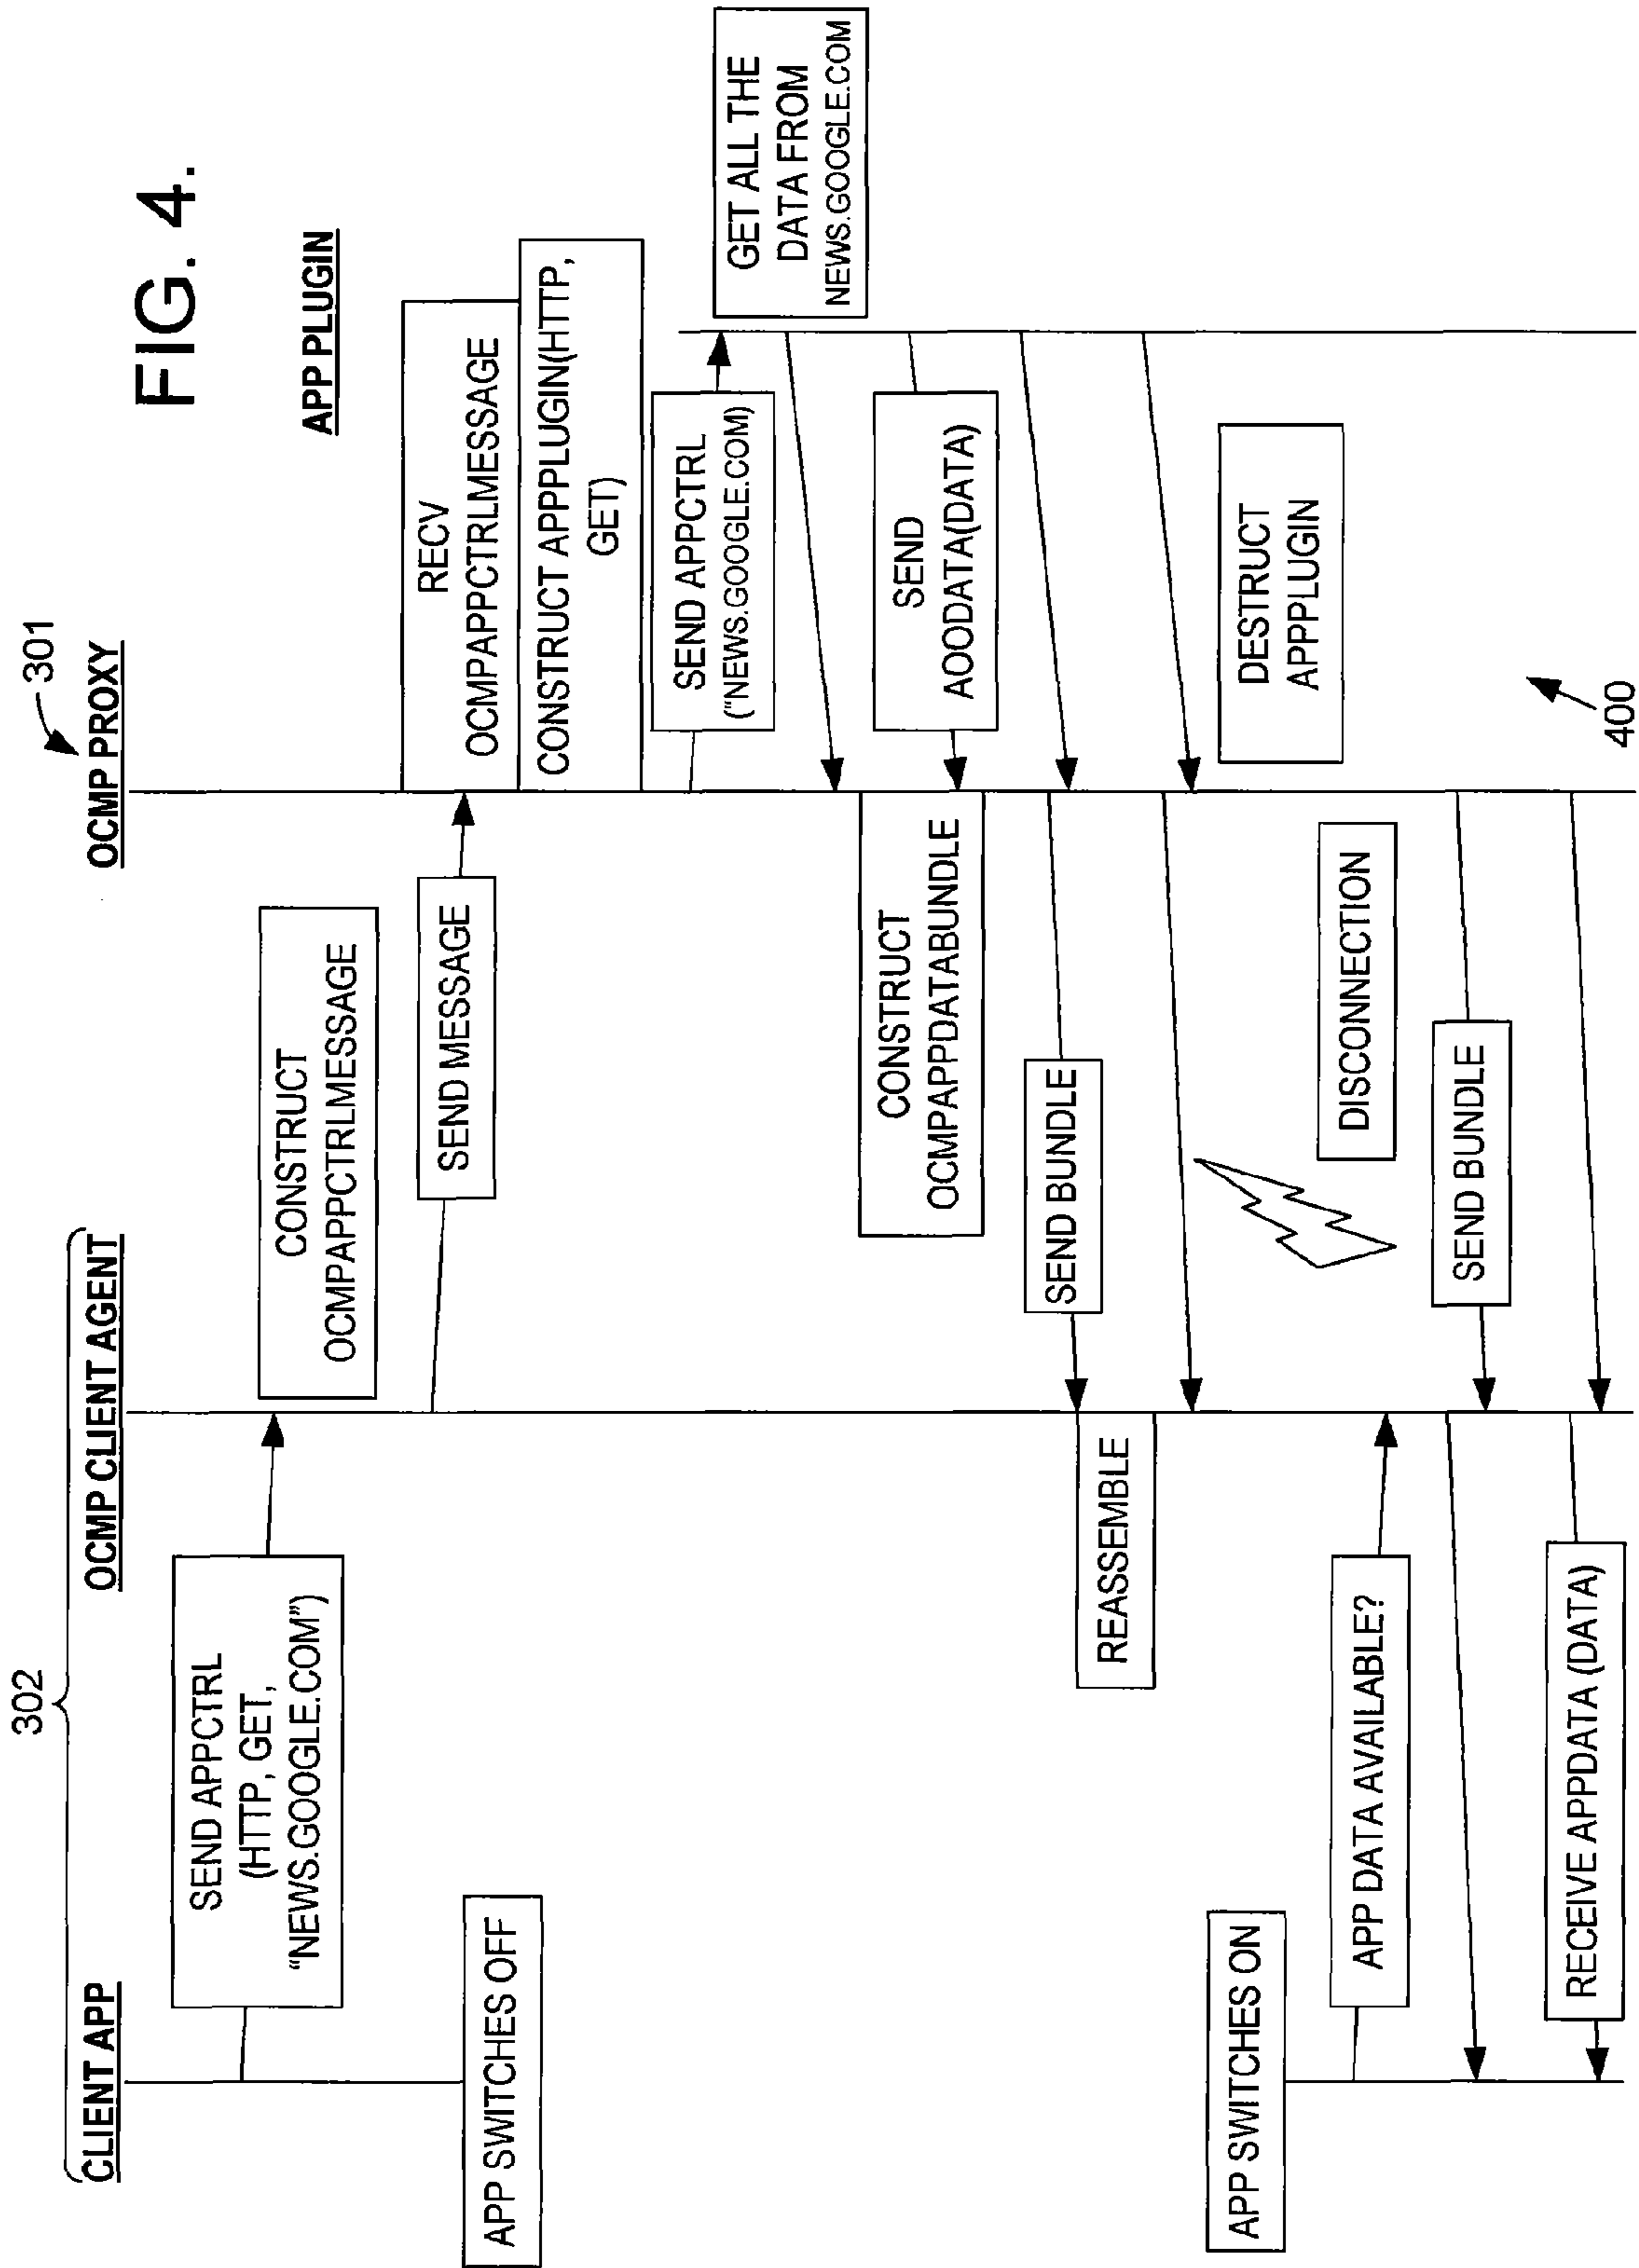 FIG. 4.
302
301
CLIENT APP
OCMP CLIENT AGENT
OCMP PROXY
APP PLUGIN
SEND APPCTRL
(HTTP, GET,
"NEWS.GOOGLE.COM")
CONSTRUCT
OCMPAPPCTRLMESSAGE
APP SWITCHES OFF
SEND MESSAGE
RECV
OCMPAPPCTRLMESSAGE
CONSTRUCT APPPLUGIN(HTTP,
GET)
SEND APPCTRL
("NEWS.GOOGLE.COM)
GET ALL THE
DATA FROM
NEWS.GOOGLE.COM
SEND
AOODATA(DATA)
CONSTRUCT
OCMPAPPDATABUNDLE
SEND BUNDLE
REASSEMBLE
DESTRUCT
APPPLUGIN
APP SWITCHES ON
DISCONNECTION
APP DATA AVAILABLE?
SEND BUNDLE
RECEIVE APPDATA (DATA)
400